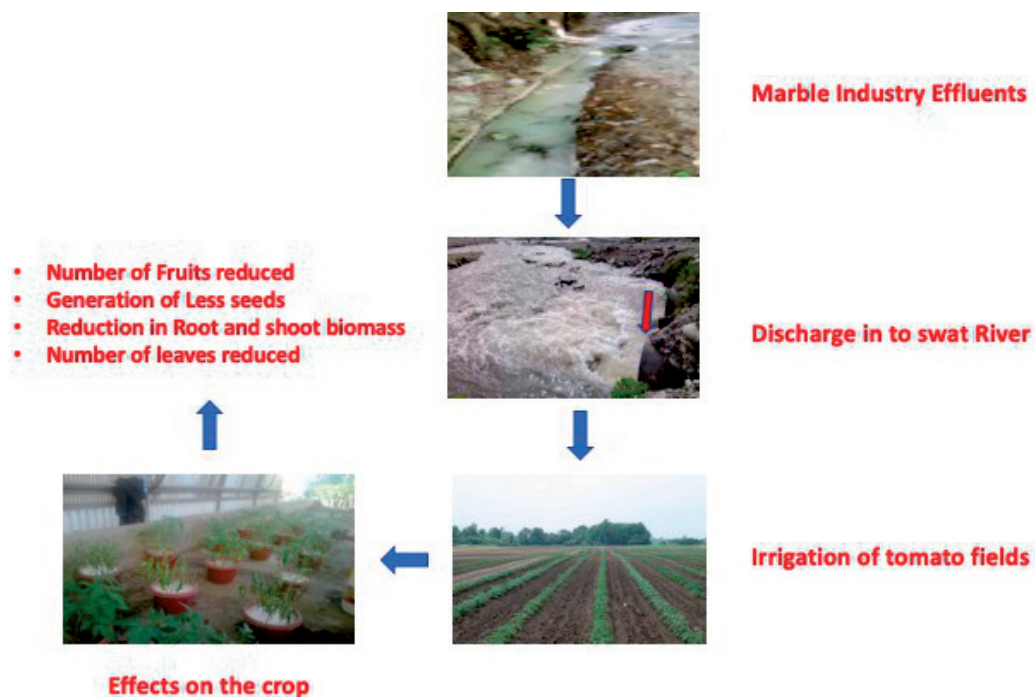 Marble Industry Effluents
Discharge in to swat River
Irrigation of tomato fields
Effects on the crop
• Number of Fruits reduced
• Generation of Less seeds
• Reduction in Root and shoot biomass
• Number of leaves reduced